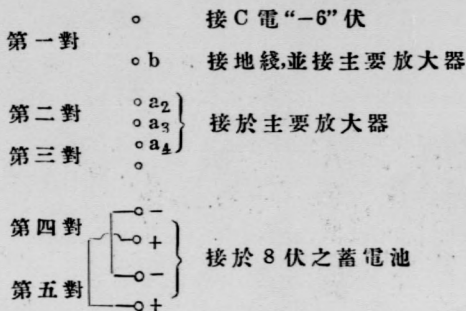 接C電“−6”伏
第一對
b 接地綫,並接主要放大器
第二對 a₂
a₃ 接於主要放大器
第三對 a₄
−
第四對 +
接於8伏之蓄電池
−
第五對
+